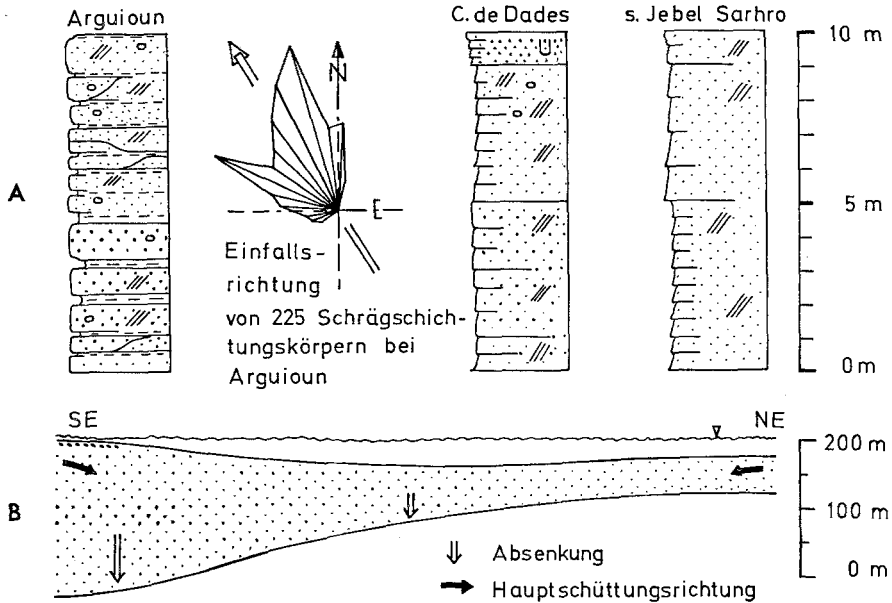 Arguioun
C. de Dades
s. Jebel Sarhro
10 m
N
A
5 m
E
Einfalls-
richtung
von 225 Schrägschich-
tungskörpern bei
Arguioun
0 m
SE
NE
200 m
B
100 m
Absenkung
0 m
Hauptschüttungsrichtung